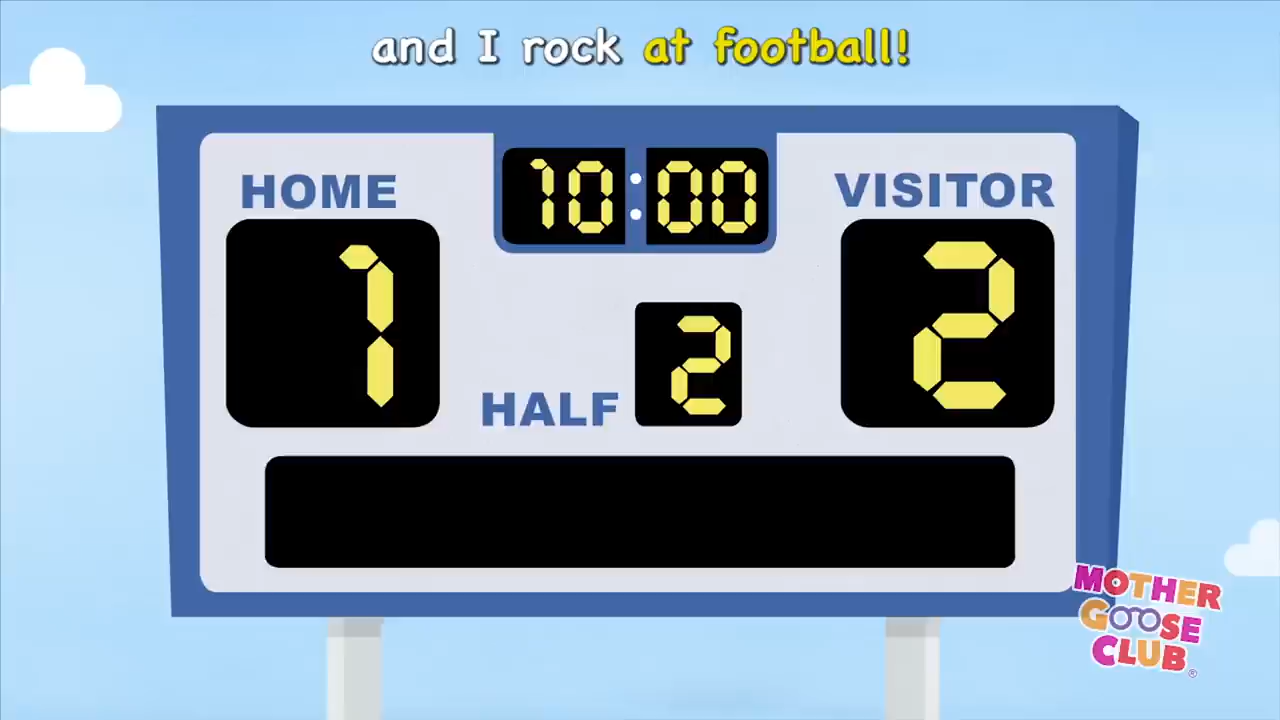 and I rock at football!
HOME
10:00
VISITOR
1
2
HALF 2
MOTHER
GOOSE
CLUB®